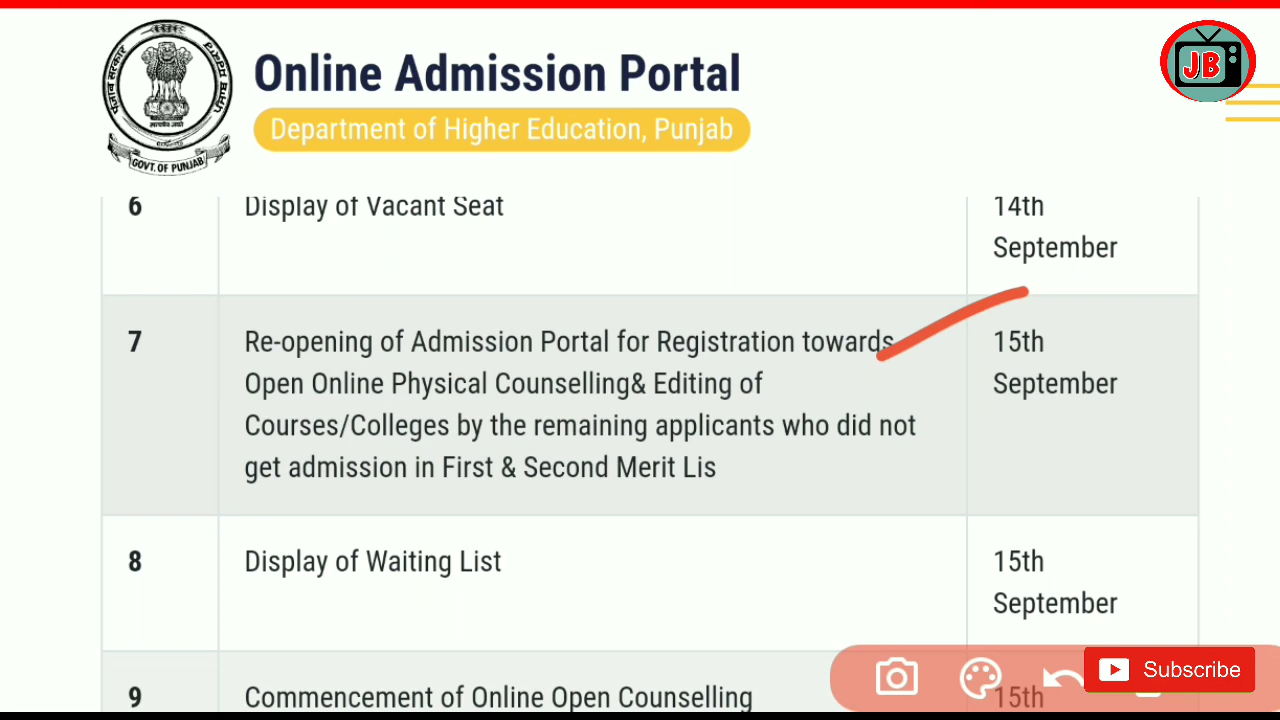 Online Admission Portal
Department of Higher Education, Punjab
JB
GOVT. OF PUNJAB
6 Display of Vacant Seat 14th
September
7 Re-opening of Admission Portal for Registration towards 15th
Open Online Physical Counselling& Editing of September
Courses/Colleges by the remaining applicants who did not
get admission in First & Second Merit Lis
8 Display of Waiting List 15th
September
Subscribe
9 Commencement of Online Open Counselling 15th